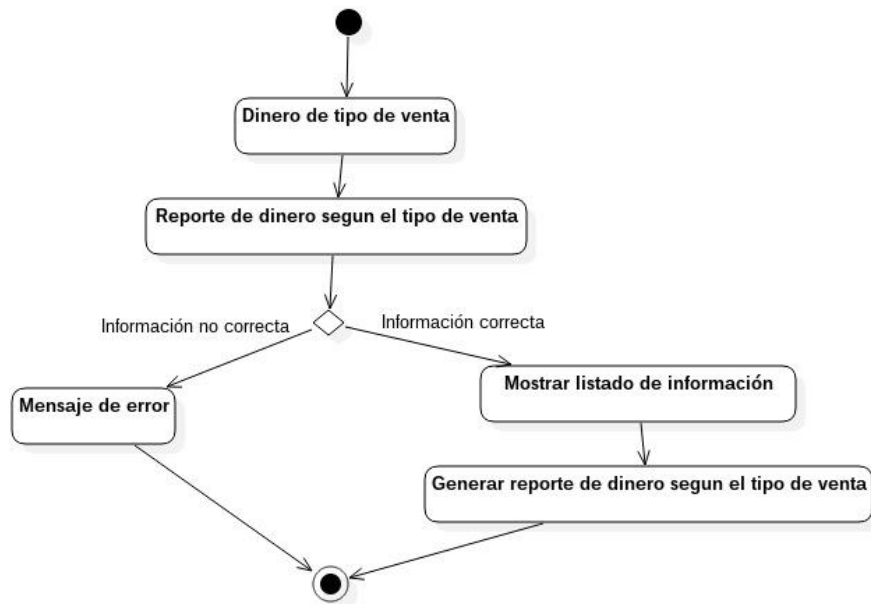 Dinero de tipo de venta
Reporte de dinero segun el tipo de venta
Información no correcta
Información correcta
Mostrar listado de información
Mensaje de error
Generar reporte de dinero segun el tipo de venta